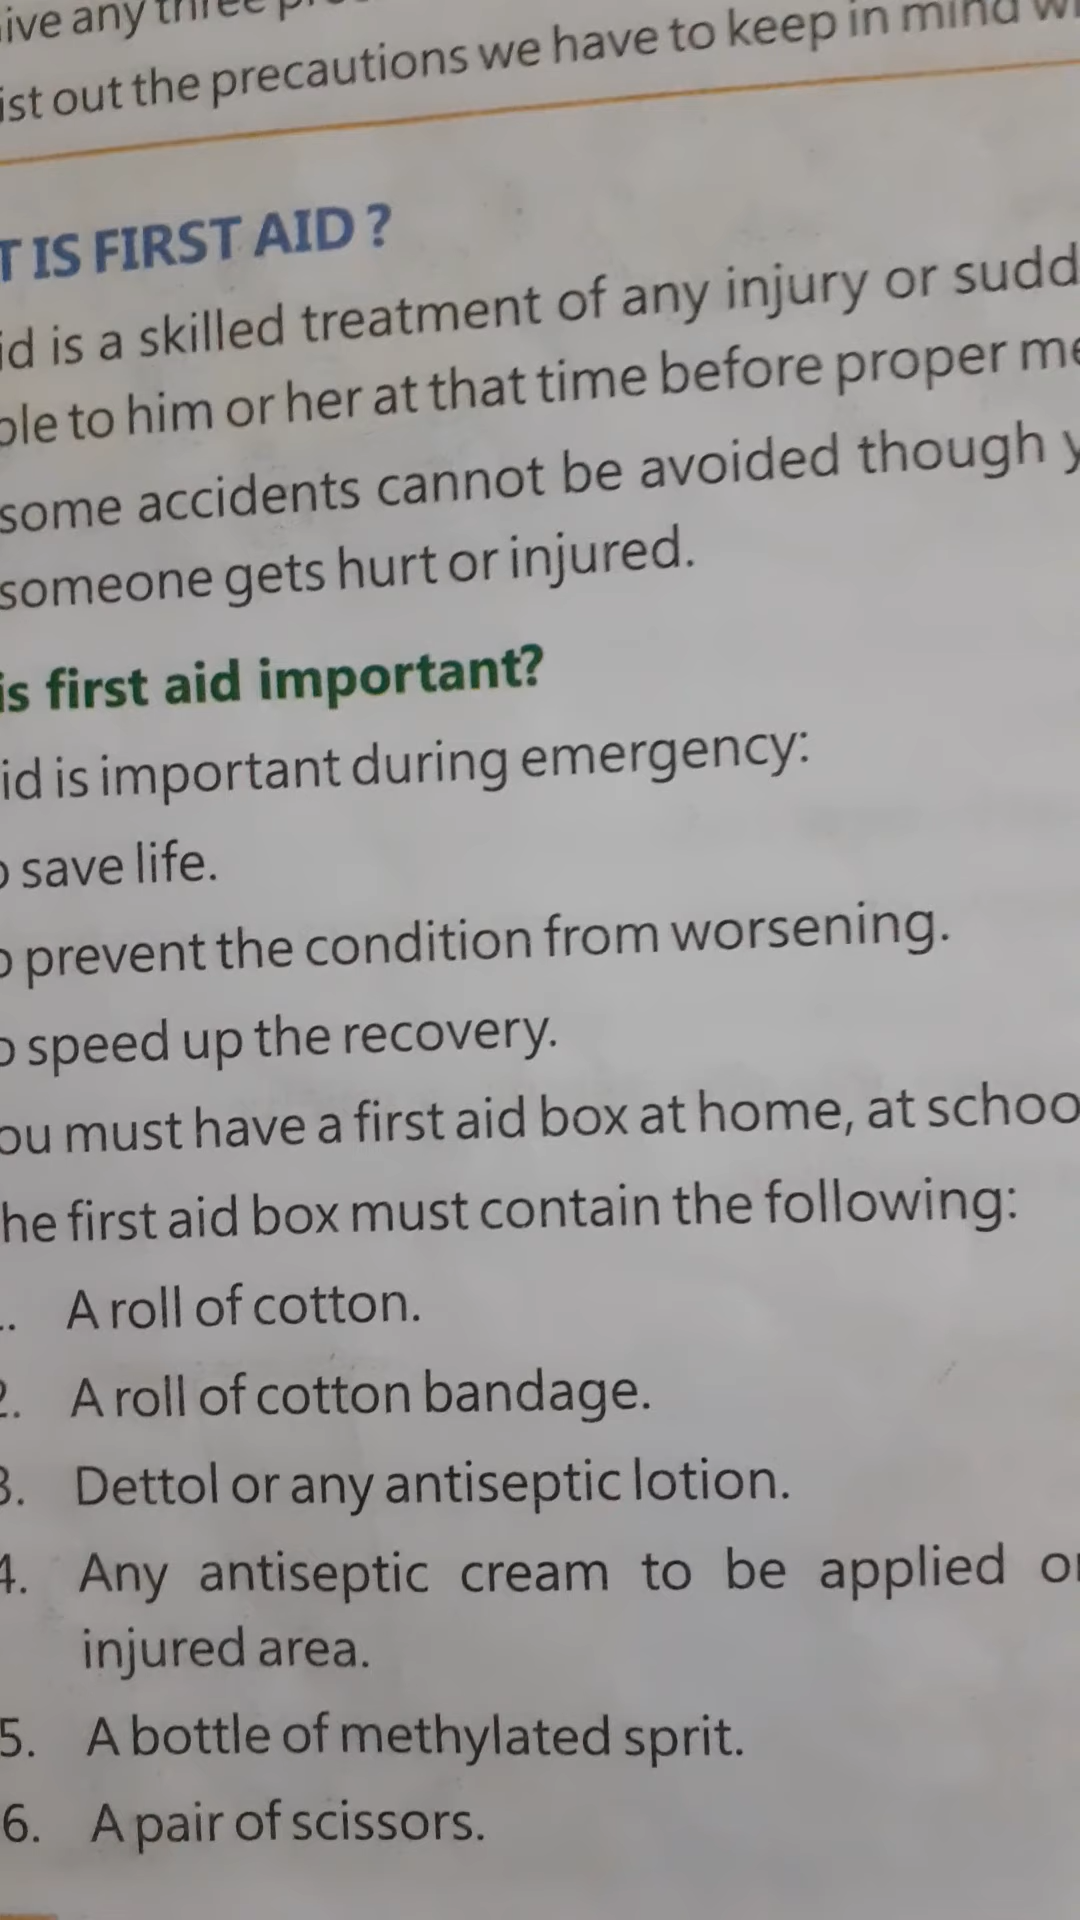 ive any three
ist out the precautions we have to keep in mind
T IS FIRST AID ?
id is a skilled treatment of any injury or sudd
ble to him or her at that time before proper me
some accidents cannot be avoided though y
someone gets hurt or injured.
is first aid important?
id is important during emergency:
o save life.
o prevent the condition from worsening.
o speed up the recovery.
ou must have a first aid box at home, at schoo
he first aid box must contain the following:
. A roll of cotton.
2. A roll of cotton bandage.
3. Dettol or any antiseptic lotion.
4. Any antiseptic cream to be applied on
injured area.
5. A bottle of methylated sprit.
6. A pair of scissors.